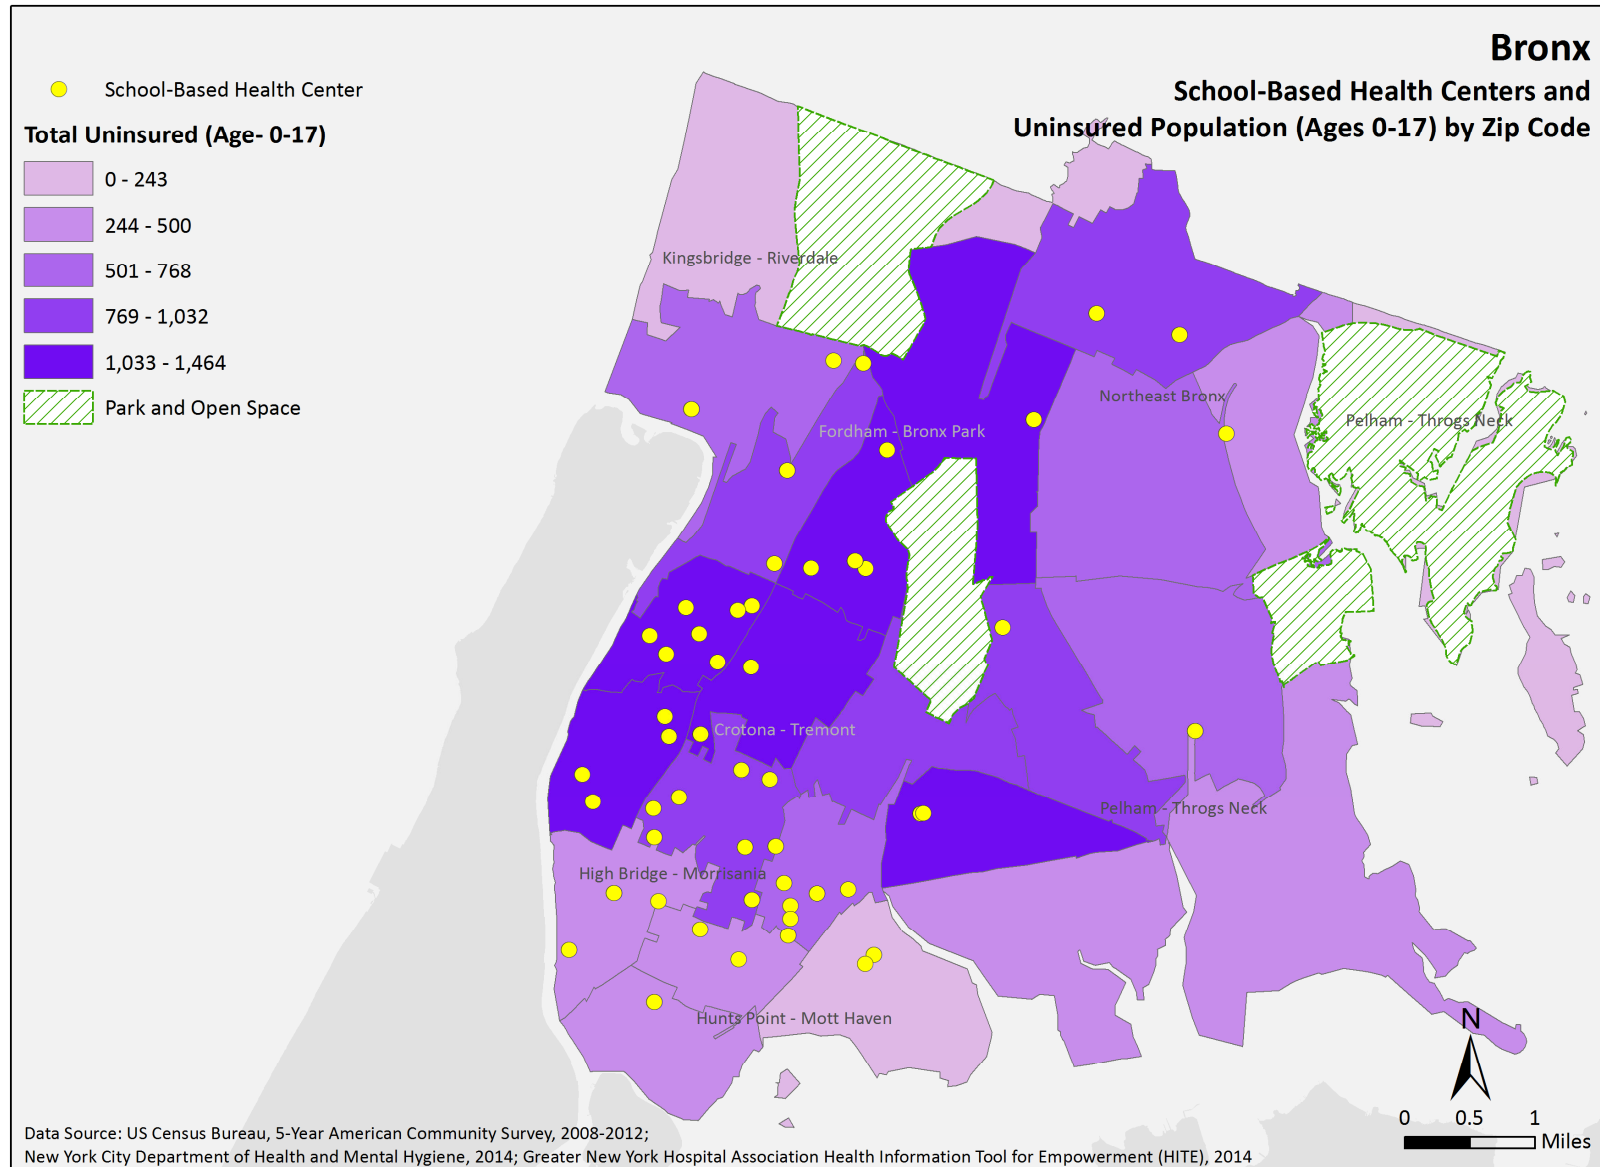 Bronx
School-Based Health Centers and
Uninsured Population (Ages 0-17) by Zip Code
School-Based Health Center
Total Uninsured (Age- 0-17)
0 - 243
244 - 500
501 - 768
769 - 1,032
1,033 - 1,464
Park and Open Space
Kingsbridge - Riverdale
Northeast Bronx
Pelham - Throgs Neck
Fordham - Bronx Park
Crotona - Tremont
Pelham - Throgs Neck
High Bridge - Morrisania
Hunts Point - Mott Haven
N
0 0.5 1
Miles
Data Source: US Census Bureau, 5-Year American Community Survey, 2008-2012;
New York City Department of Health and Mental Hygiene, 2014; Greater New York Hospital Association Health Information Tool for Empowerment (HITE), 2014